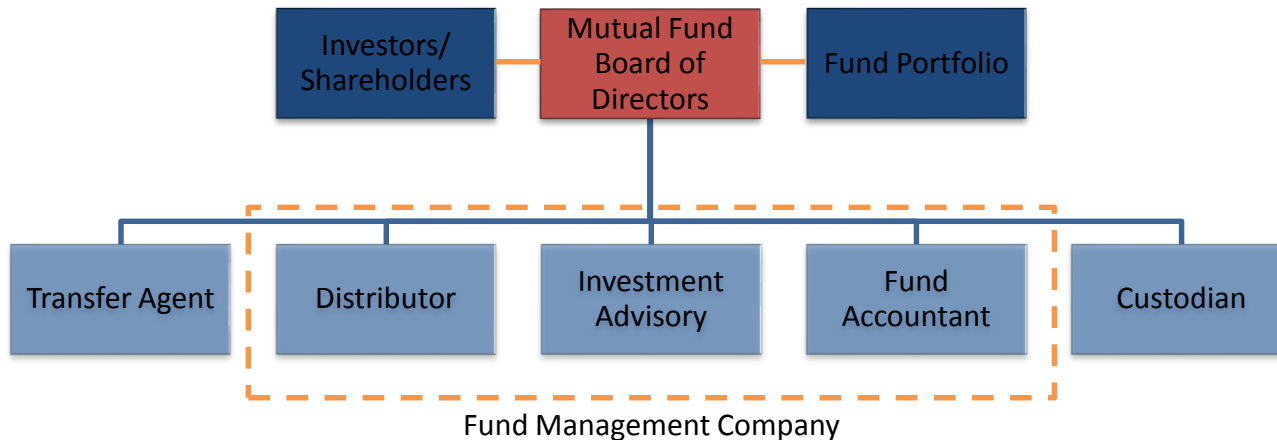 Investors/
Shareholders
Mutual Fund
Board of
Directors
Fund Portfolio
Transfer Agent
Distributor
Investment
Advisory
Fund
Accountant
Custodian
Fund Management Company